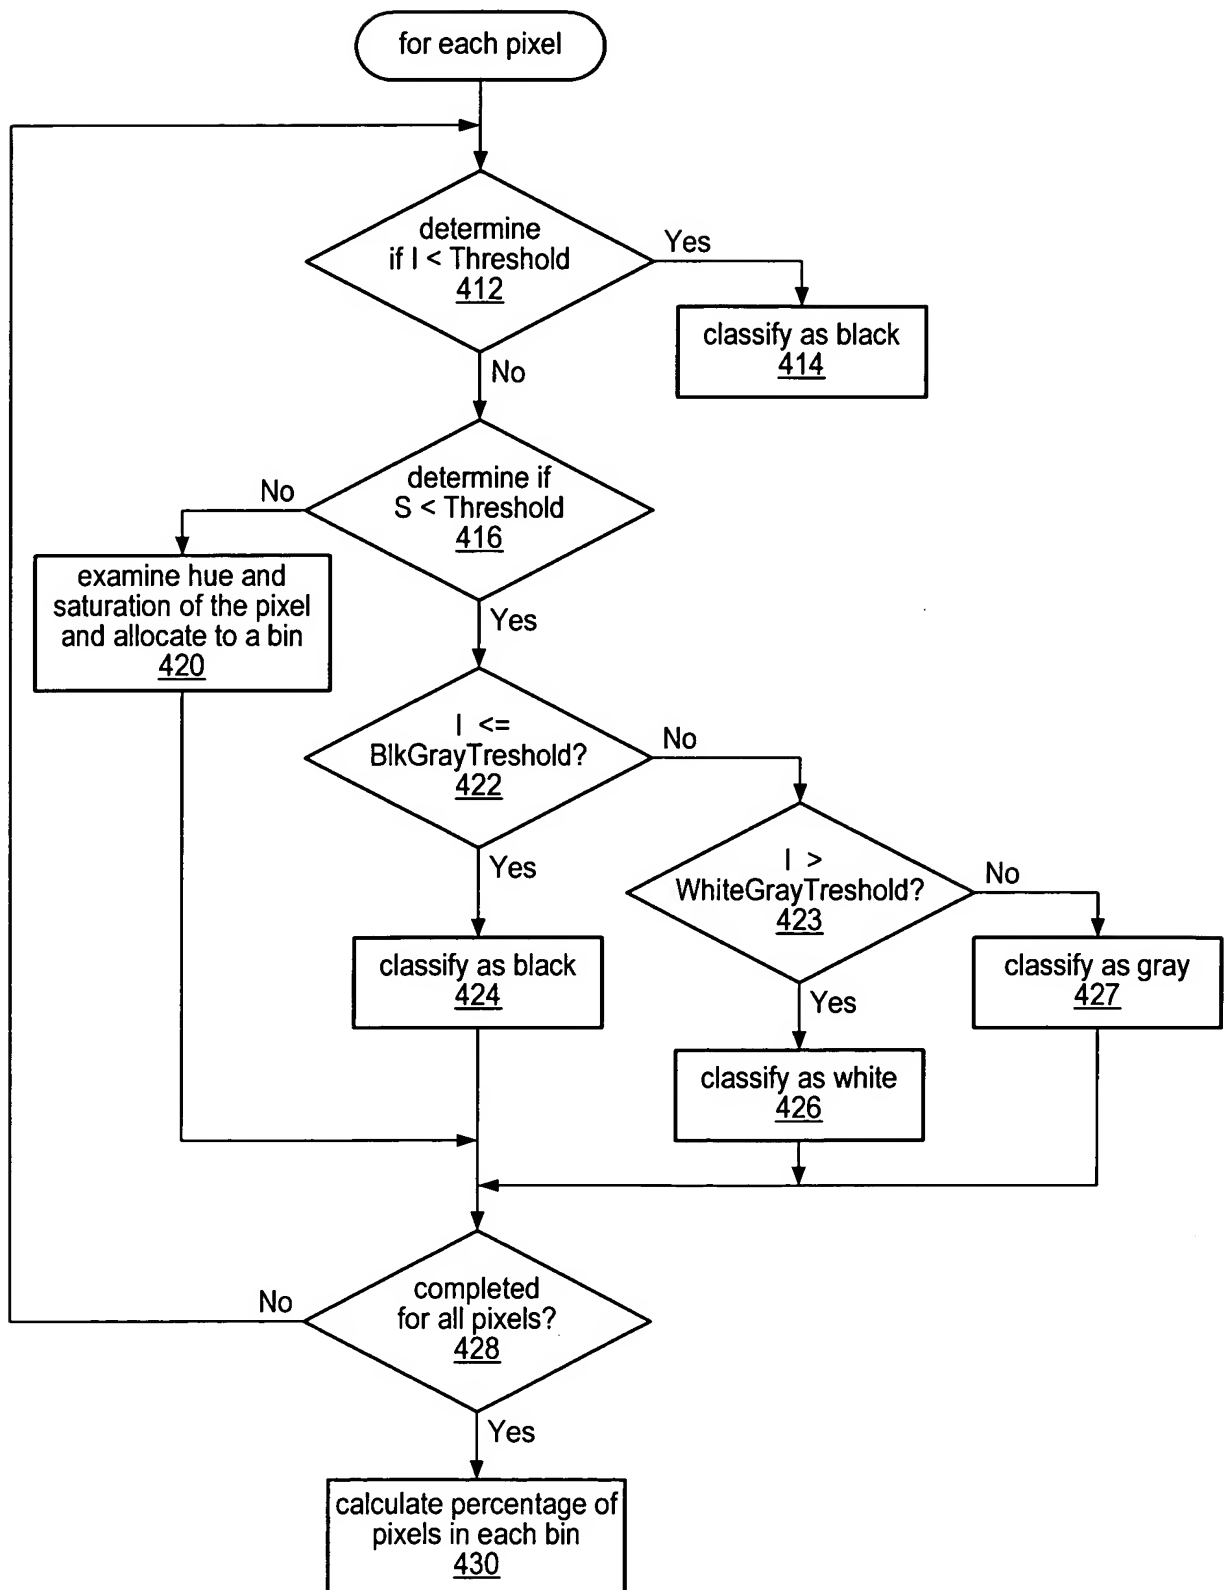 for each pixel
determine
if I < Threshold
412
Yes
classify as black
414
No
determine if
S < Threshold
416
No
examine hue and
saturation of the pixel
and allocate to a bin
420
Yes
I <=
BlkGrayTreshold?
422
No
I >
WhiteGrayTreshold?
423
No
Yes
classify as black
424
classify as gray
427
Yes
classify as white
426
completed
for all pixels?
428
No
Yes
calculate percentage of
pixels in each bin
430